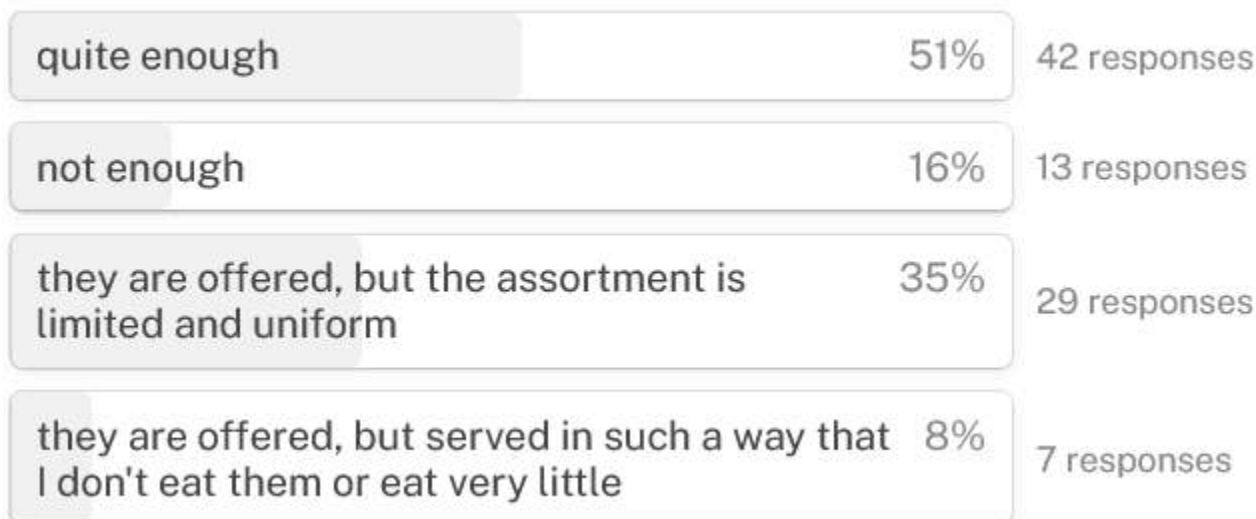 quite enough 51% 42 responses
not enough 16% 13 responses
they are offered, but the assortment is 35%
limited and uniform
29 responses
they are offered, but served in such a way that 8%
I don't eat them or eat very little
7 responses